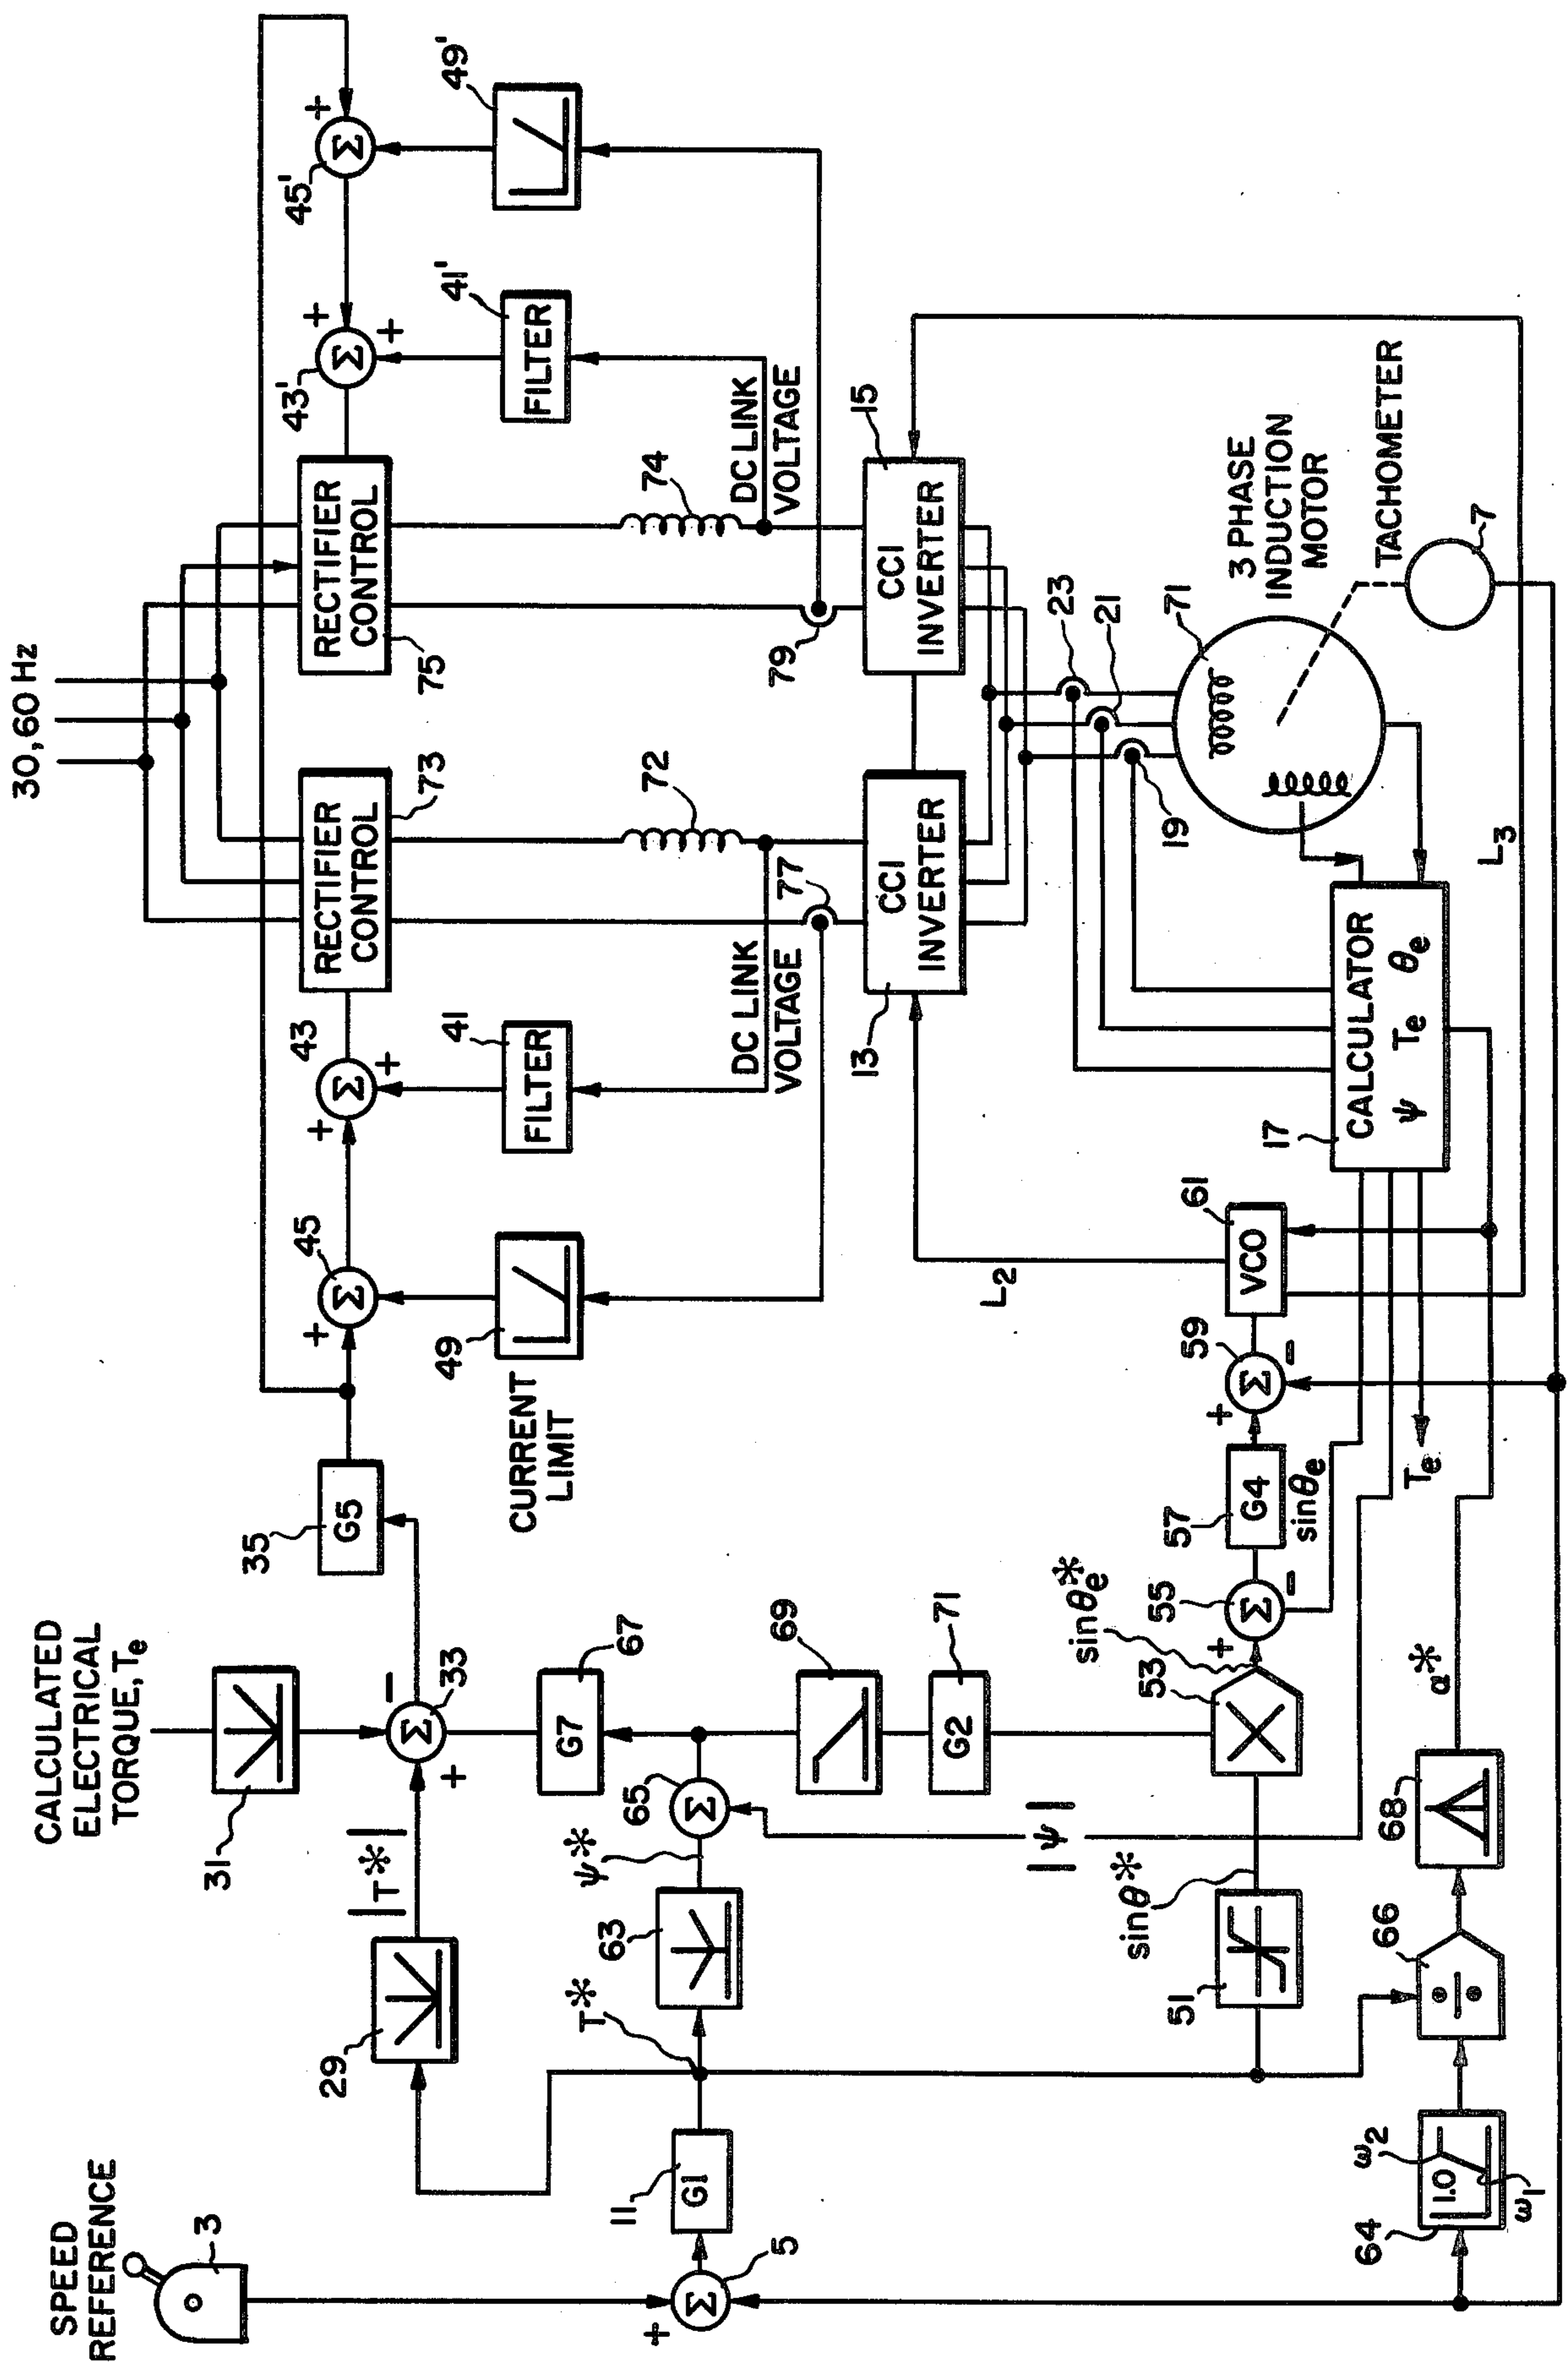 SPEED
REFERENCE
3
+
Σ
5
11
G1
T*
29
|T*|
CALCULATED
ELECTRICAL
TORQUE, Te
31
-
Σ
33
+
35
G5
63
ψ*
65
Σ
67
G7
69
71
G2
|ψ|
51
sinθ*
53
sinθe*
+
55
Σ
-
57
G4
sinθe
+
59
Σ
-
61
VCO
L2
64
1.0
ω2
ω1
66
÷
68
α*
Te
+
Σ
45
49
CURRENT
LIMIT
+
Σ
43
+
41
FILTER
DC LINK
VOLTAGE
30, 60 Hz
RECTIFIER
CONTROL
73
72
77
13
CCI
INVERTER
RECTIFIER
CONTROL
75
74
79
DC LINK
VOLTAGE
15
CCI
INVERTER
+
Σ
43'
+
41'
FILTER
+
Σ
45'
49'
19
21
23
17
CALCULATOR
ψ Te θe
71
3 PHASE
INDUCTION
MOTOR
TACHOMETER
7
L3